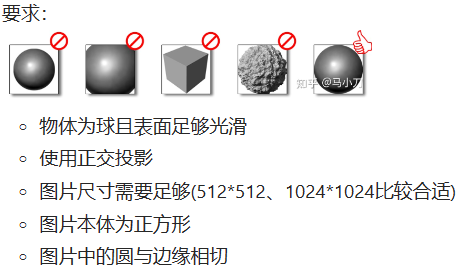 要求：
知乎 @马小刀
物体为球且表面足够光滑
使用正交投影
图片尺寸需要足够(512*512、1024*1024比较合适)
图片本体为正方形
图片中的圆与边缘相切